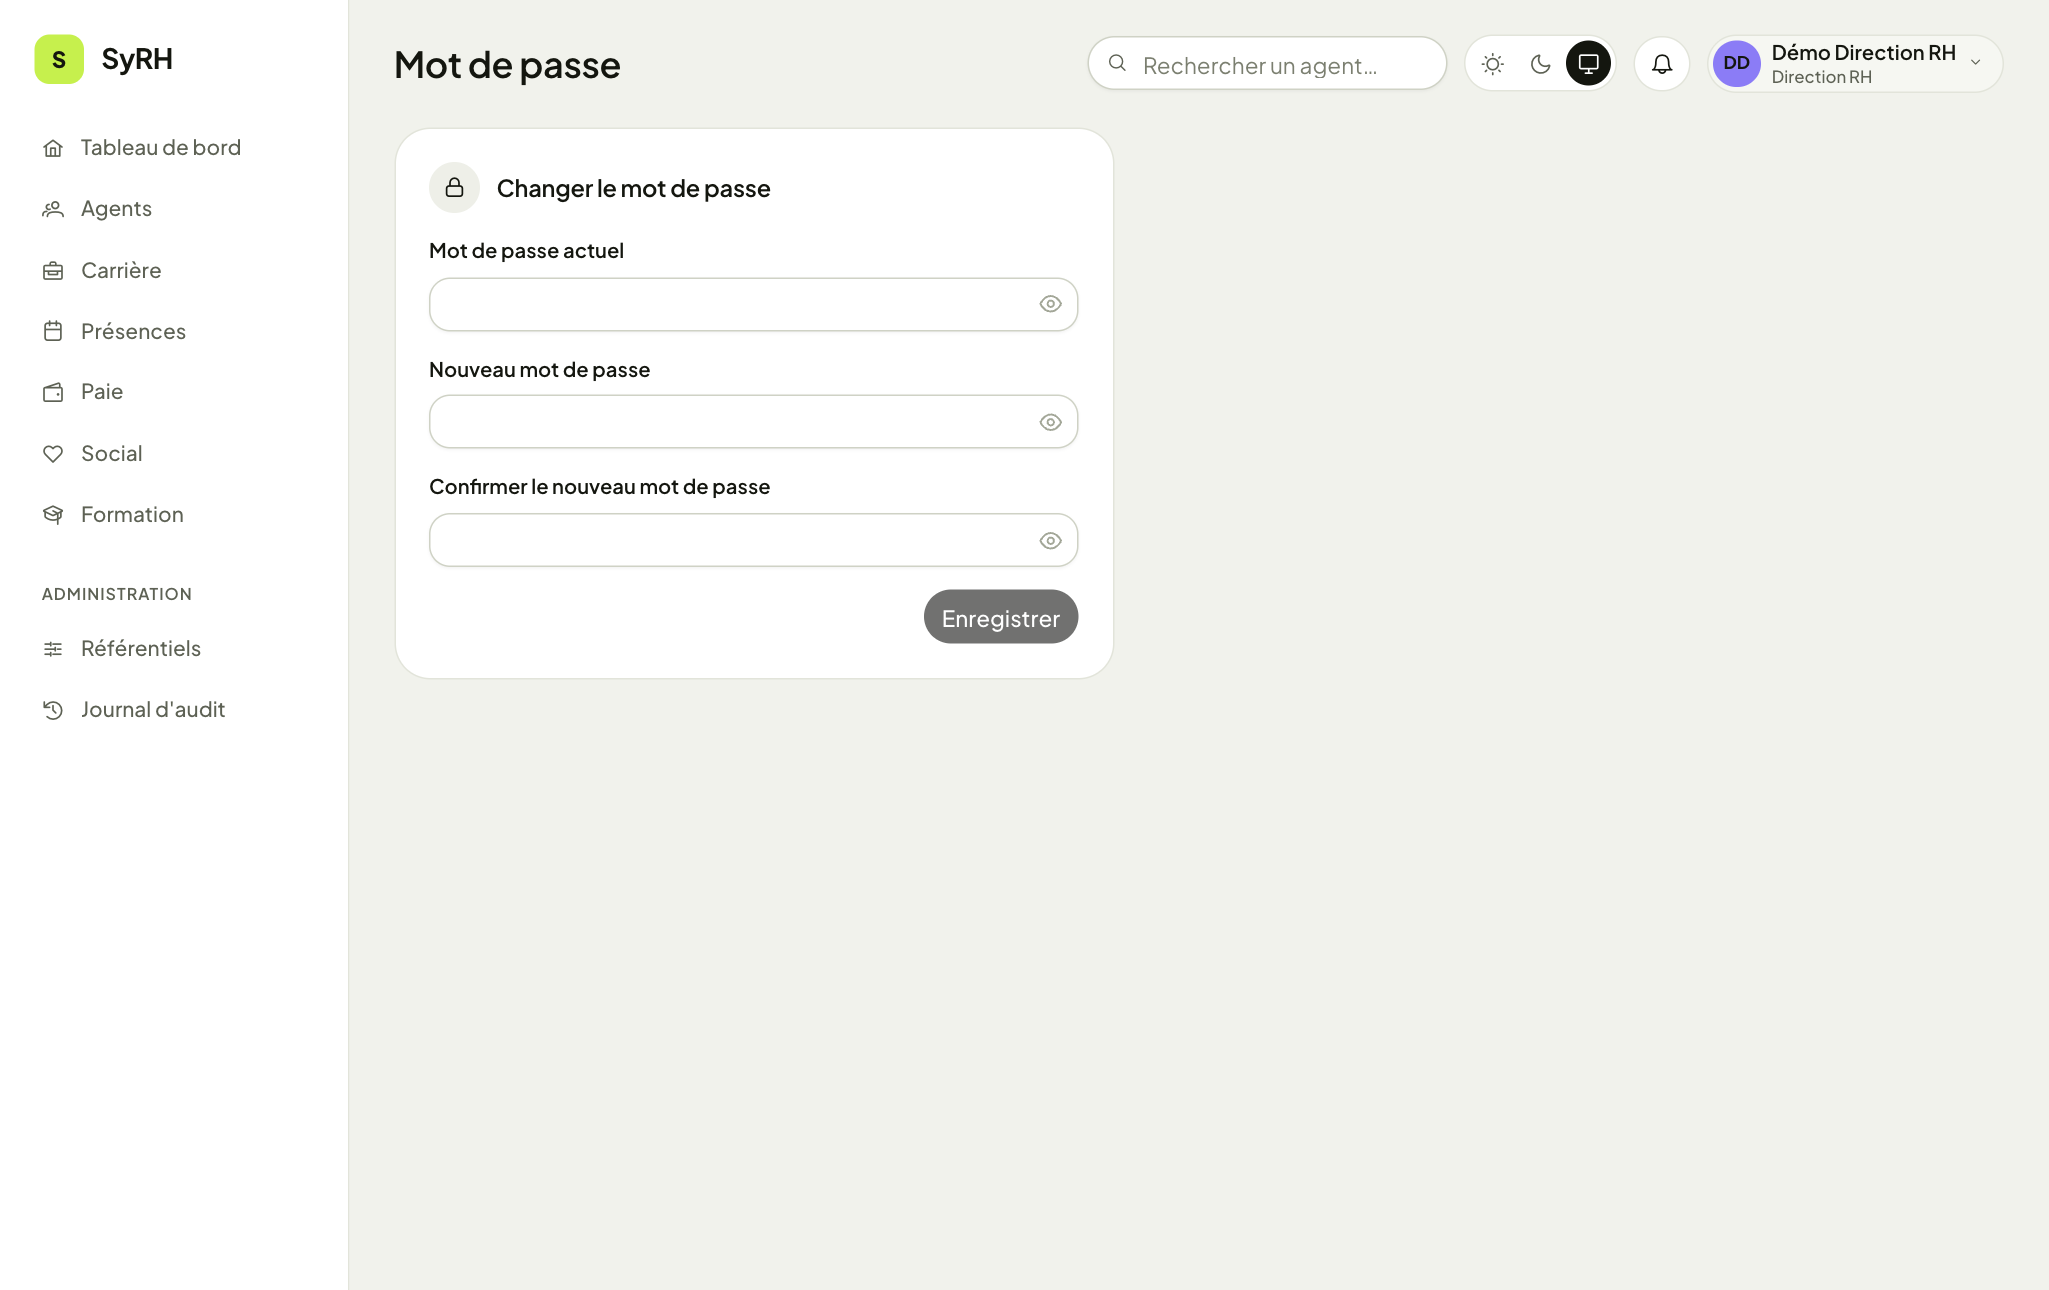 S SyRH
Tableau de bord
Agents
Carrière
Présences
Paie
Social
Formation
ADMINISTRATION
Référentiels
Journal d'audit
Mot de passe
Rechercher un agent...
DD
Démo Direction RH
Direction RH
Changer le mot de passe
Mot de passe actuel
Nouveau mot de passe
Confirmer le nouveau mot de passe
Enregistrer